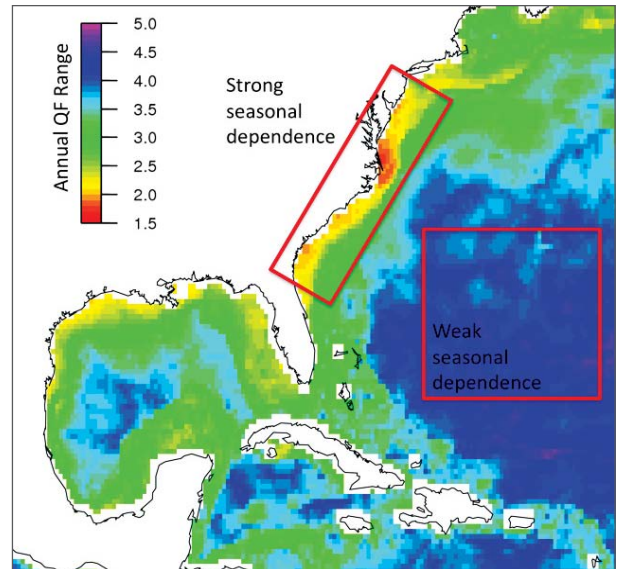 Annual QF Range
5.0
4.5
4.0
3.5
3.0
2.5
2.0
1.5
Strong
seasonal
dependence
Weak
seasonal
dependence